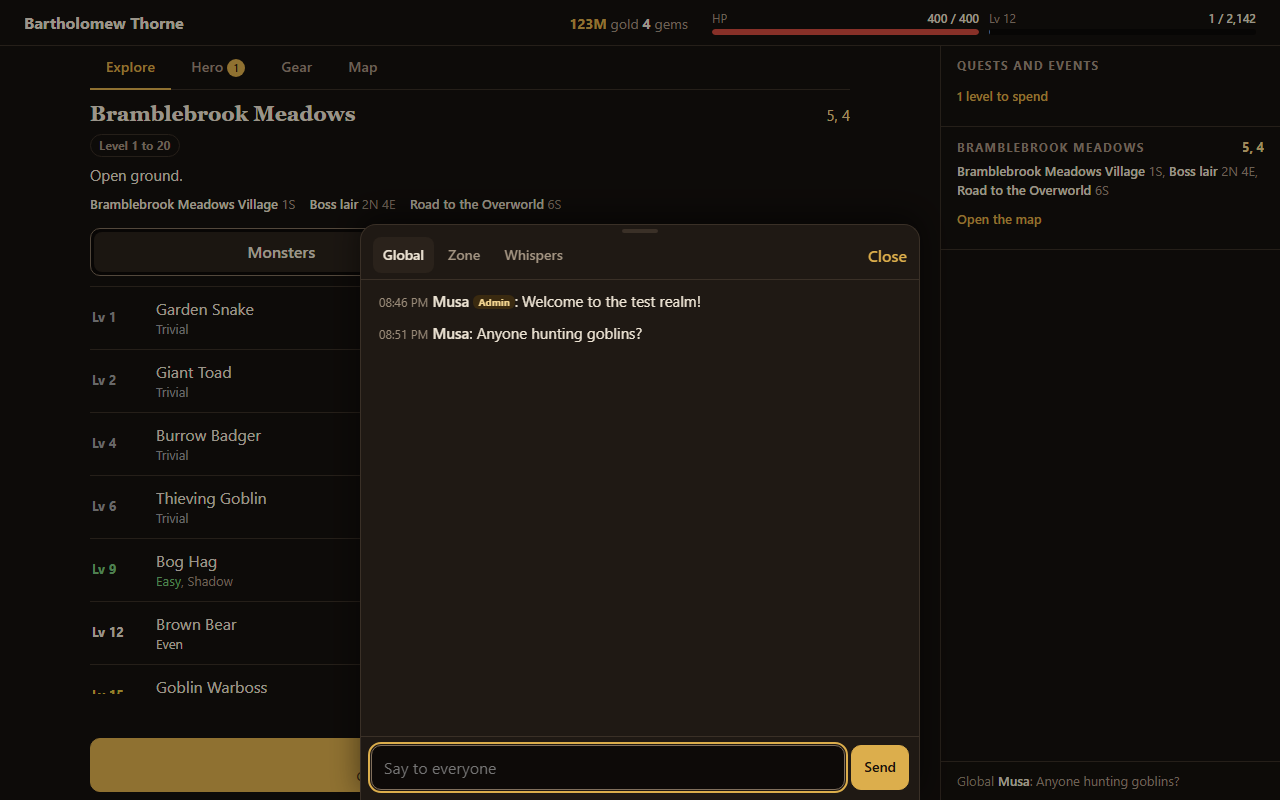 Bartholomew Thorne
123M gold 4 gems
HP 400 / 400
Lv 12 1 / 2,142
Explore Hero 1 Gear Map
Bramblebrook Meadows 5, 4
Level 1 to 20
Open ground.
Bramblebrook Meadows Village 1S Boss lair 2N 4E Road to the Overworld 6S
Monsters
Lv 1 Garden Snake
Trivial
Lv 2 Giant Toad
Trivial
Lv 4 Burrow Badger
Trivial
Lv 6 Thieving Goblin
Trivial
Lv 9 Bog Hag
Easy, Shadow
Lv 12 Brown Bear
Even
Lv 15 Goblin Warboss
Global Zone Whispers Close
08:46 PM Musa Admin : Welcome to the test realm!
08:51 PM Musa: Anyone hunting goblins?
Say to everyone Send
QUESTS AND EVENTS
1 level to spend
BRAMBLEBROOK MEADOWS 5, 4
Bramblebrook Meadows Village 1S, Boss lair 2N 4E,
Road to the Overworld 6S
Open the map
Global Musa: Anyone hunting goblins?